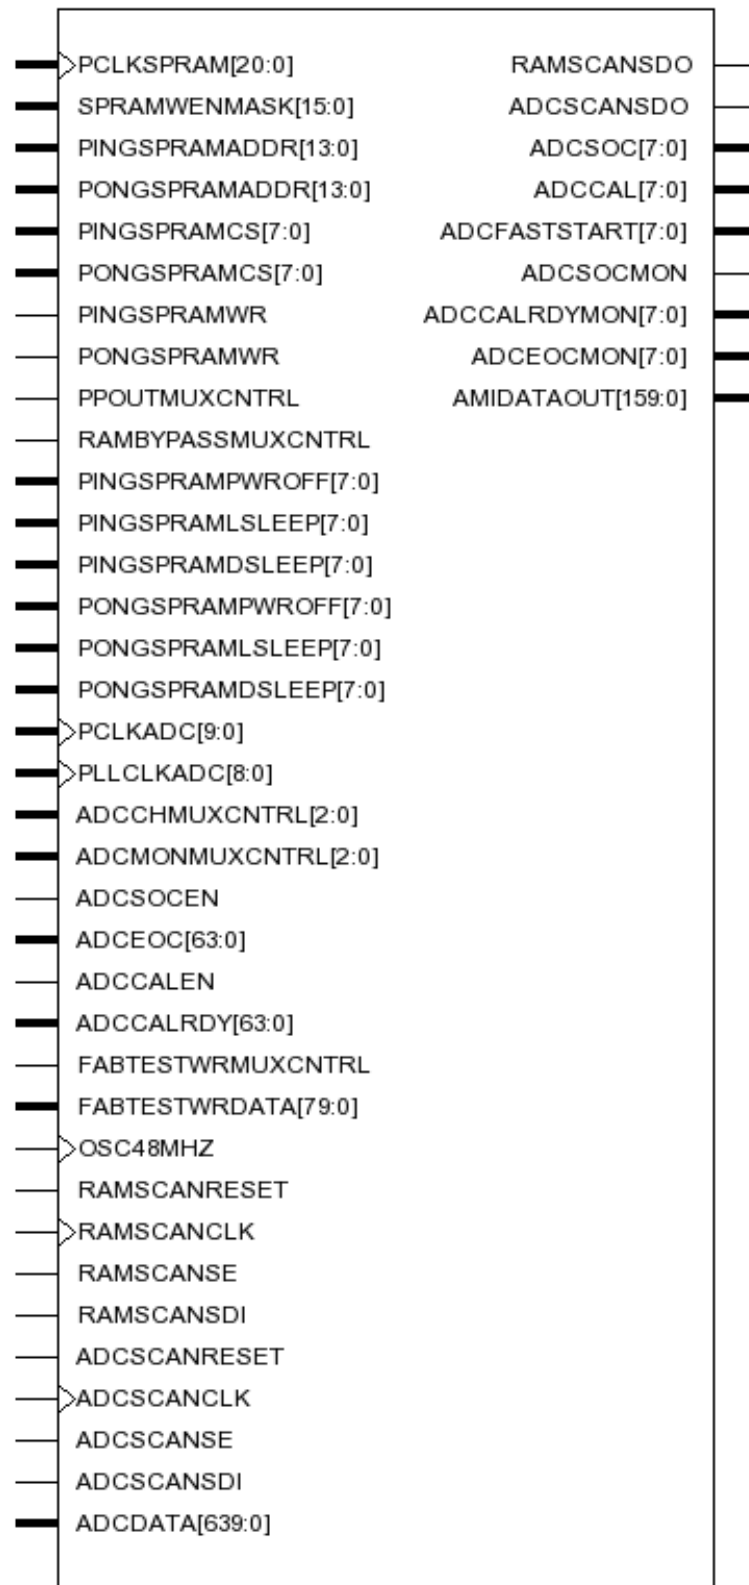 PCLKSPRAM[20:0] RAMSCANSDO
SPRAMWENMASK[15:0] ADCSCANSDO
PINGSPRAMADDR[13:0] ADCSOC[7:0]
PONGSPRAMADDR[13:0] ADCCAL[7:0]
PINGSPRAMCS[7:0] ADCFASTSTART[7:0]
PONGSPRAMCS[7:0] ADCSOCMON
PINGSPRAMWR ADCCALRDYMON[7:0]
PONGSPRAMWR ADCEOCMON[7:0]
PPOUTMUXCNTRL AMIDATAOUT[159:0]
RAMBYPASSMUXCNTRL
PINGSPRAMPWROFF[7:0]
PINGSPRAMLSLEEP[7:0]
PINGSPRAMDSLEEP[7:0]
PONGSPRAMPWROFF[7:0]
PONGSPRAMLSLEEP[7:0]
PONGSPRAMDSLEEP[7:0]
PCLKADC[9:0]
PLLCLKADC[8:0]
ADCCHMUXCNTRL[2:0]
ADCMONMUXCNTRL[2:0]
ADCSOCEN
ADCEOC[63:0]
ADCCALEN
ADCCALRDY[63:0]
FABTESTWRMUXCNTRL
FABTESTWRDATA[79:0]
OSC48MHZ
RAMSCANRESET
RAMSCANCLK
RAMSCANSE
RAMSCANSDI
ADCSCANRESET
ADCSCANCLK
ADCSCANSE
ADCSCANSDI
ADCDATA[639:0]